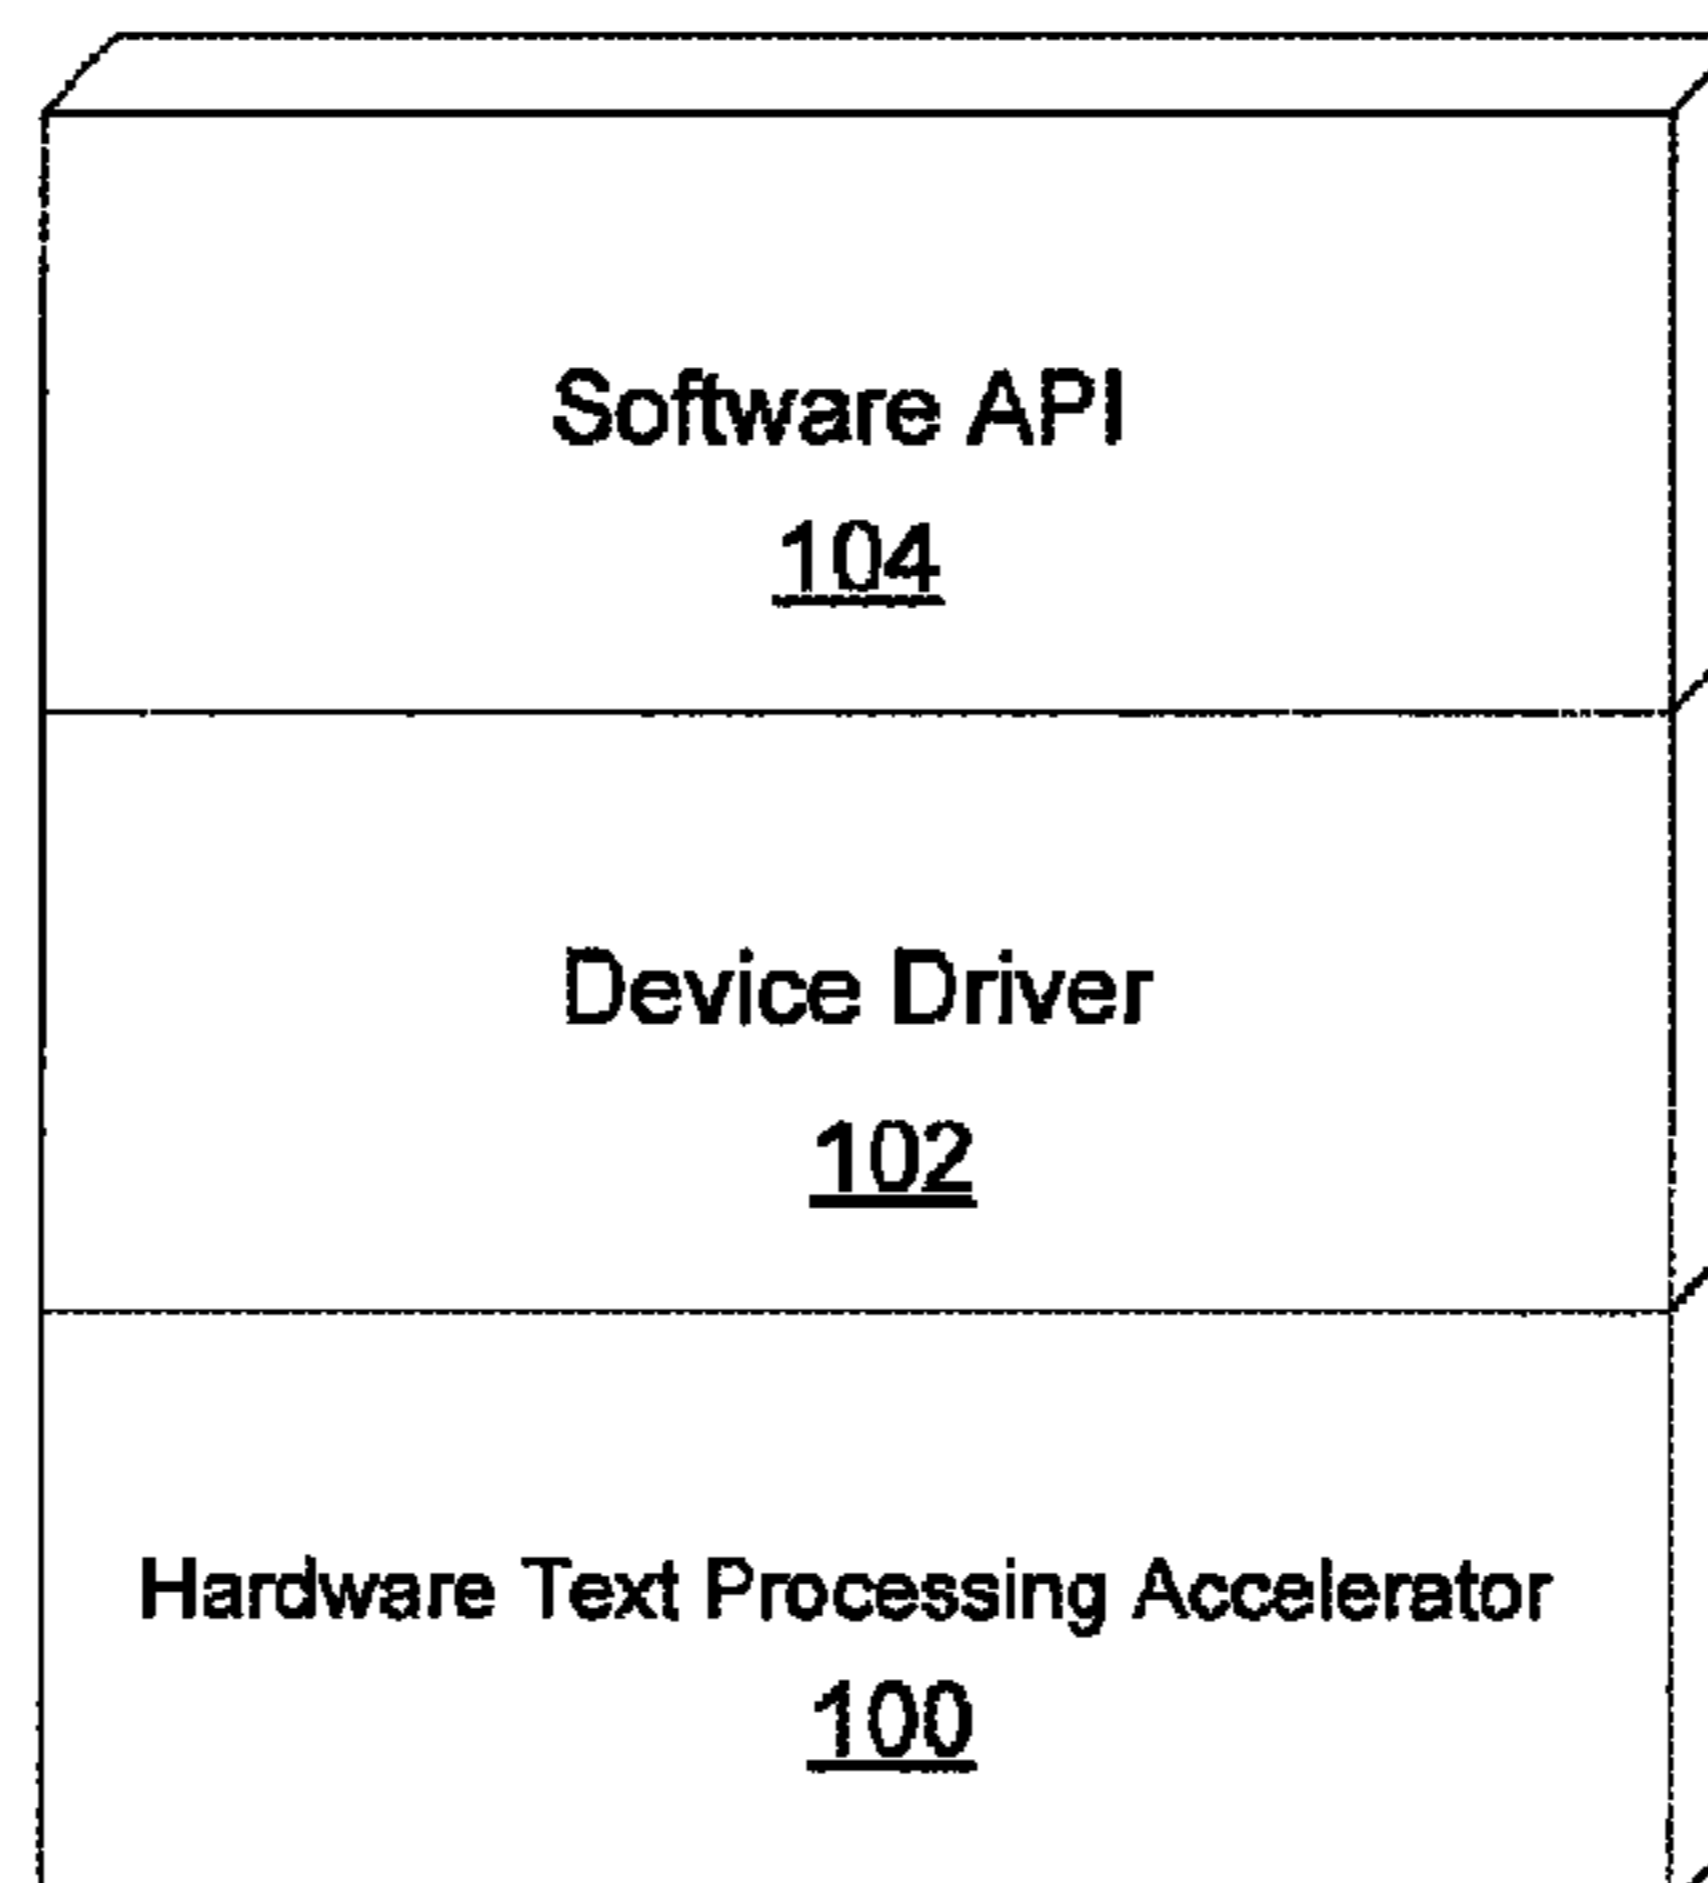 Software API
104
Device Driver
102
Hardware Text Processing Accelerator
100